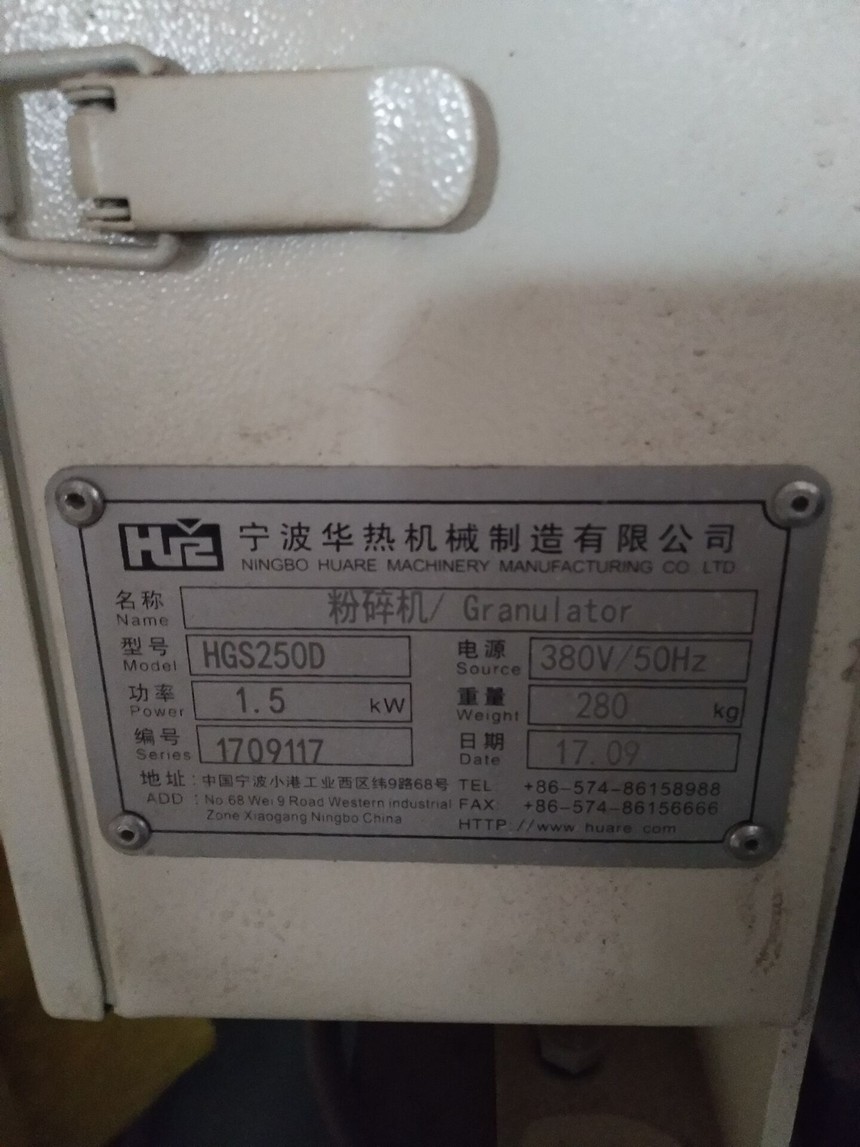 HUARE
宁波华热机械制造有限公司
NINGBO HUARE MACHINERY MANUFACTURING CO.LTD
名称 粉碎机/ Granulator
Name
型号 HGS250D 电源 380V/50Hz
Model Source
功率 1.5 kW 重量 280 kg
Power Weight
编号 1709117 日期 17.09
Series Date
地址:中国宁波小港工业西区纬9路68号 TEL +86-574-86158988
ADD :No.68 Wei 9 Road Western industrial FAX +86-574-86156666
Zone Xiaogang Ningbo China HTTP://www.huare.com